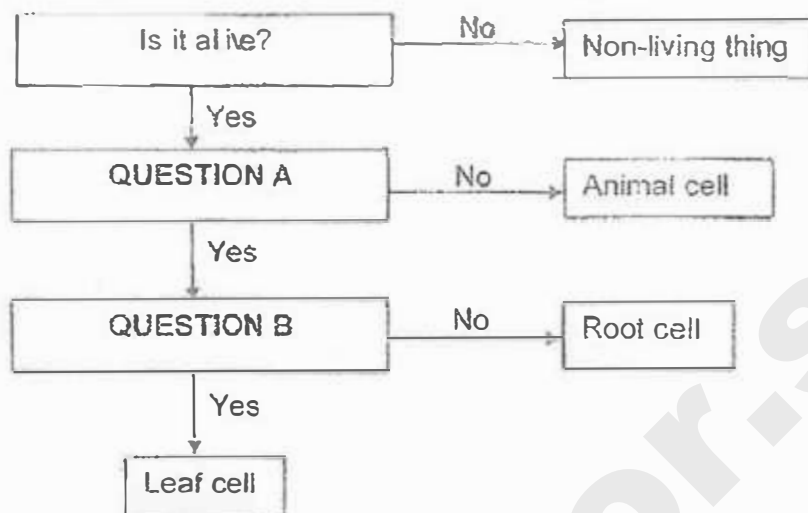 Is it alive?
No
Non-living thing
Yes
QUESTION A
No
Animal cell
Yes
QUESTION B
No
Root cell
Yes
Leaf cell